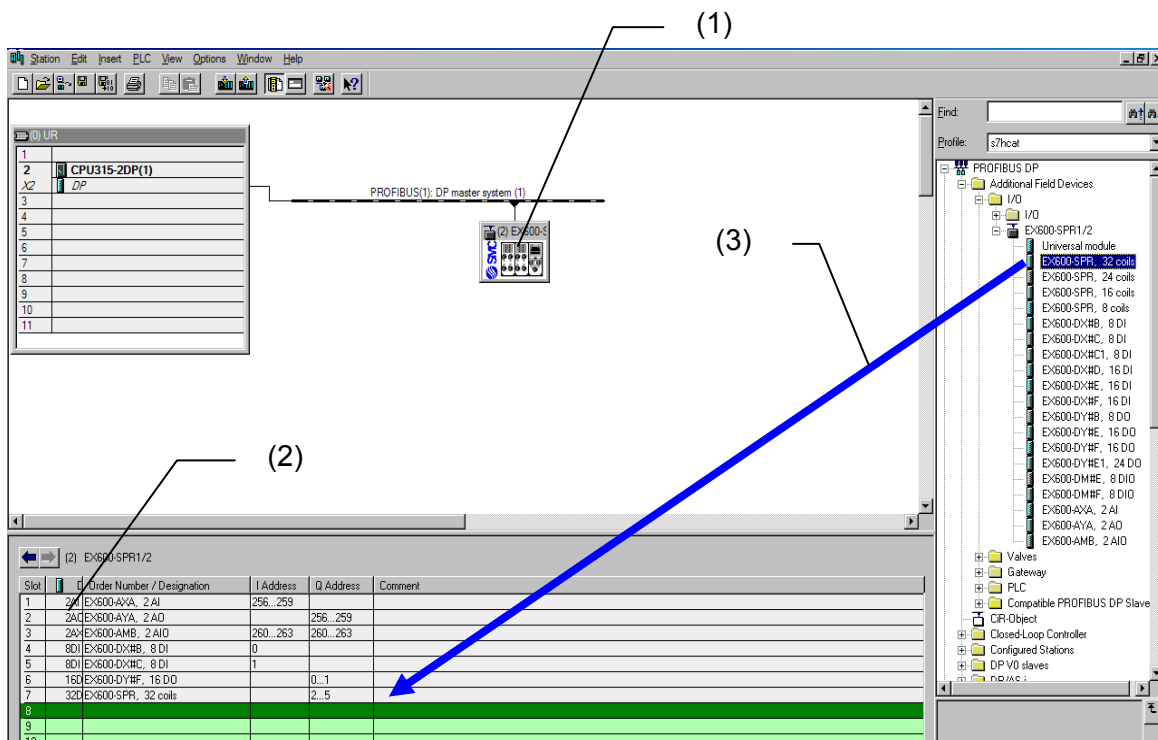 (1)
Station Edit Insert PLC View Options Window Help
(0) UR
1
2 CPU315-2DP(1)
X2 DP
3
4
5
6
7
8
9
10
11
PROFIBUS(1): DP master system (1)
(2) EX600-S
SMC
(3)
(2)
Find:
Profile: s7hcat
PROFIBUS DP
Additional Field Devices
I/O
I/O
EX600-SPR1/2
Universal module
EX600-SPR, 32 coils
EX600-SPR, 24 coils
EX600-SPR, 16 coils
EX600-SPR, 8 coils
EX600-DX#B, 8 DI
EX600-DX#C, 8 DI
EX600-DX#C1, 8 DI
EX600-DX#D, 16 DI
EX600-DX#E, 16 DI
EX600-DX#F, 16 DI
EX600-DY#B, 8 DO
EX600-DY#E, 16 DO
EX600-DY#F, 16 DO
EX600-DY#E1, 24 DO
EX600-DM#E, 8 DIO
EX600-DM#F, 8 DIO
EX600-AXA, 2 AI
EX600-AYA, 2 AO
EX600-AMB, 2 AIO
Valves
Gateway
PLC
Compatible PROFIBUS DP Slave
CiR-Object
Closed-Loop Controller
Configured Stations
DP V0 slaves
DP/AS-i
(2) EX600-SPR1/2
Slot D Order Number / Designation I Address Q Address Comment
1 2AI EX600-AXA, 2 AI 256...259
2 2AO EX600-AYA, 2 AO 256...259
3 2AX EX600-AMB, 2 AIO 260...263 260...263
4 8DI EX600-DX#B, 8 DI 0
5 8DI EX600-DX#C, 8 DI 1
6 16D EX600-DY#F, 16 DO 0...1
7 32D EX600-SPR, 32 coils 2...5
8
9
10